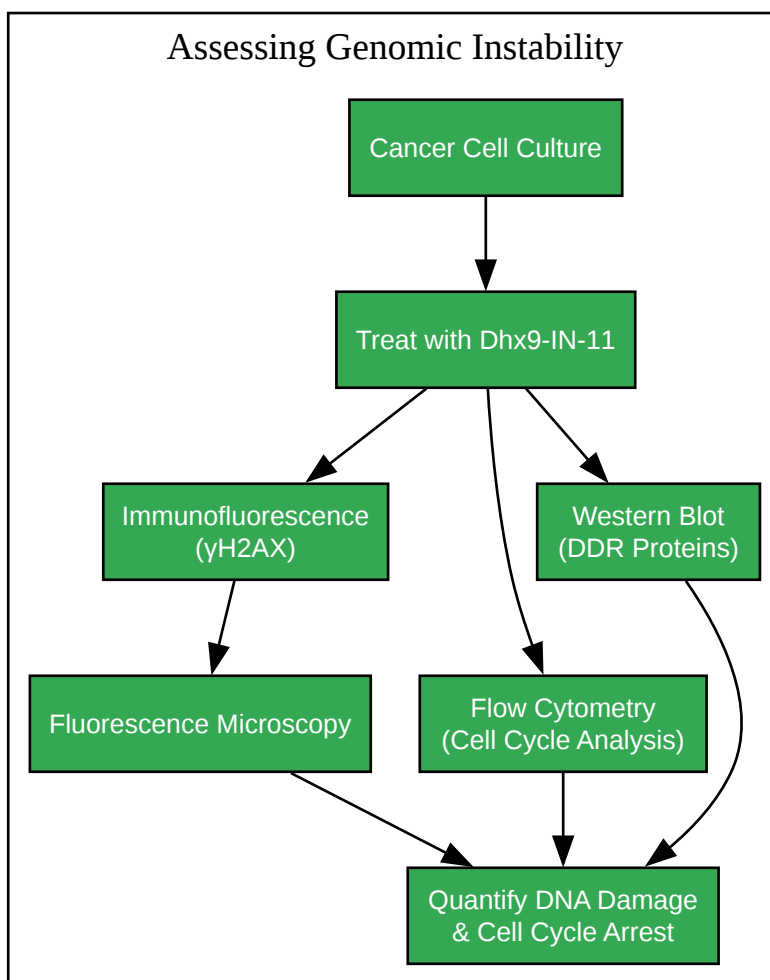 Assessing Genomic Instability
Cancer Cell Culture
Treat with Dhx9-IN-11
Immunofluorescence
(γH2AX)
Western Blot
(DDR Proteins)
Fluorescence Microscopy
Flow Cytometry
(Cell Cycle Analysis)
Quantify DNA Damage
& Cell Cycle Arrest